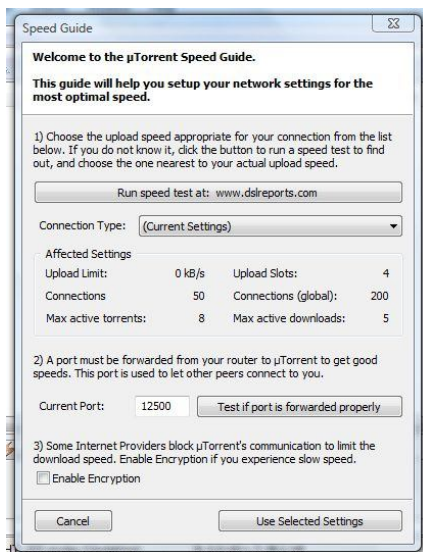 Speed Guide
Welcome to the µTorrent Speed Guide.
This guide will help you setup your network settings for the
most optimal speed.
1) Choose the upload speed appropriate for your connection from the list
below. If you do not know it, click the button to run a speed test to find
out, and choose the one nearest to your actual upload speed.
Run speed test at: www.dslreports.com
Connection Type: (Current Settings)
Affected Settings
Upload Limit: 0 kB/s Upload Slots: 4
Connections 50 Connections (global): 200
Max active torrents: 8 Max active downloads: 5
2) A port must be forwarded from your router to µTorrent to get good
speeds. This port is used to let other peers connect to you.
Current Port: 12500 Test if port is forwarded properly
3) Some Internet Providers block µTorrent's communication to limit the
download speed. Enable Encryption if you experience slow speed.
Enable Encryption
Cancel Use Selected Settings